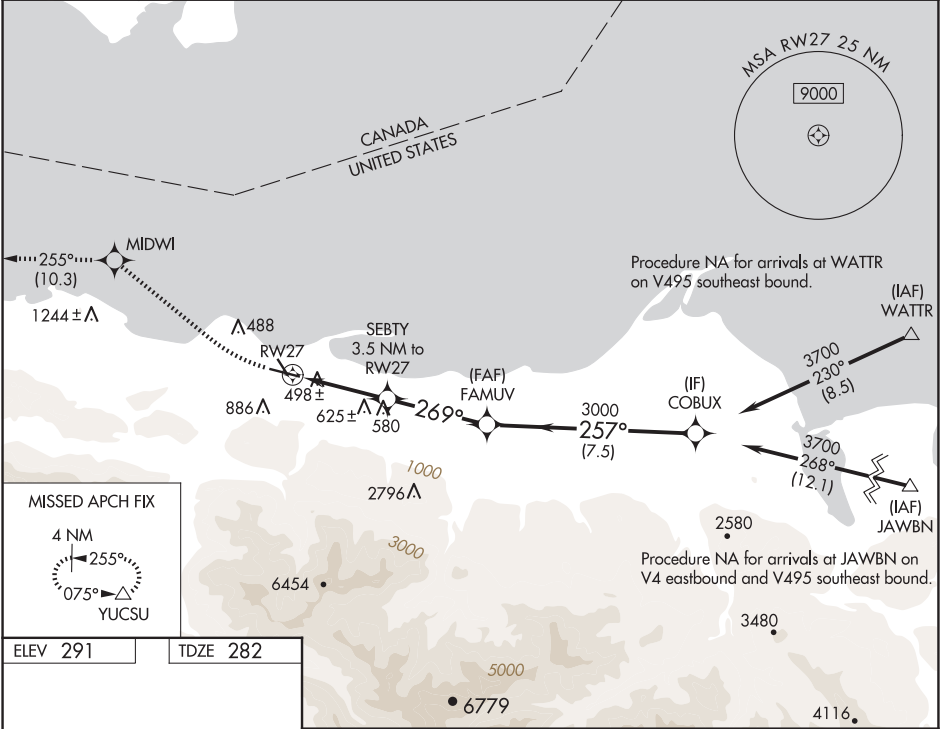 MSA RW27 25 NM
9000
CANADA
UNITED STATES
MIDWI
255°
(10.3)
1244 ±
488
RW27
SEBTY
3.5 NM to
RW27
498 ±
886
625 ±
580
269°
(FAF)
FAMUV
3000
257°
(7.5)
(IF)
COBUX
Procedure NA for arrivals at WATTR
on V495 southeast bound.
(IAF)
WATTR
3700
230°
(8.5)
3700
268°
(12.1)
(IAF)
JAWBN
1000
2796
3000
6454
2580
Procedure NA for arrivals at JAWBN on
V4 eastbound and V495 southeast bound.
3480
5000
6779
4116
MISSED APCH FIX
4 NM
255°
075°
YUCSU
ELEV 291
TDZE 282